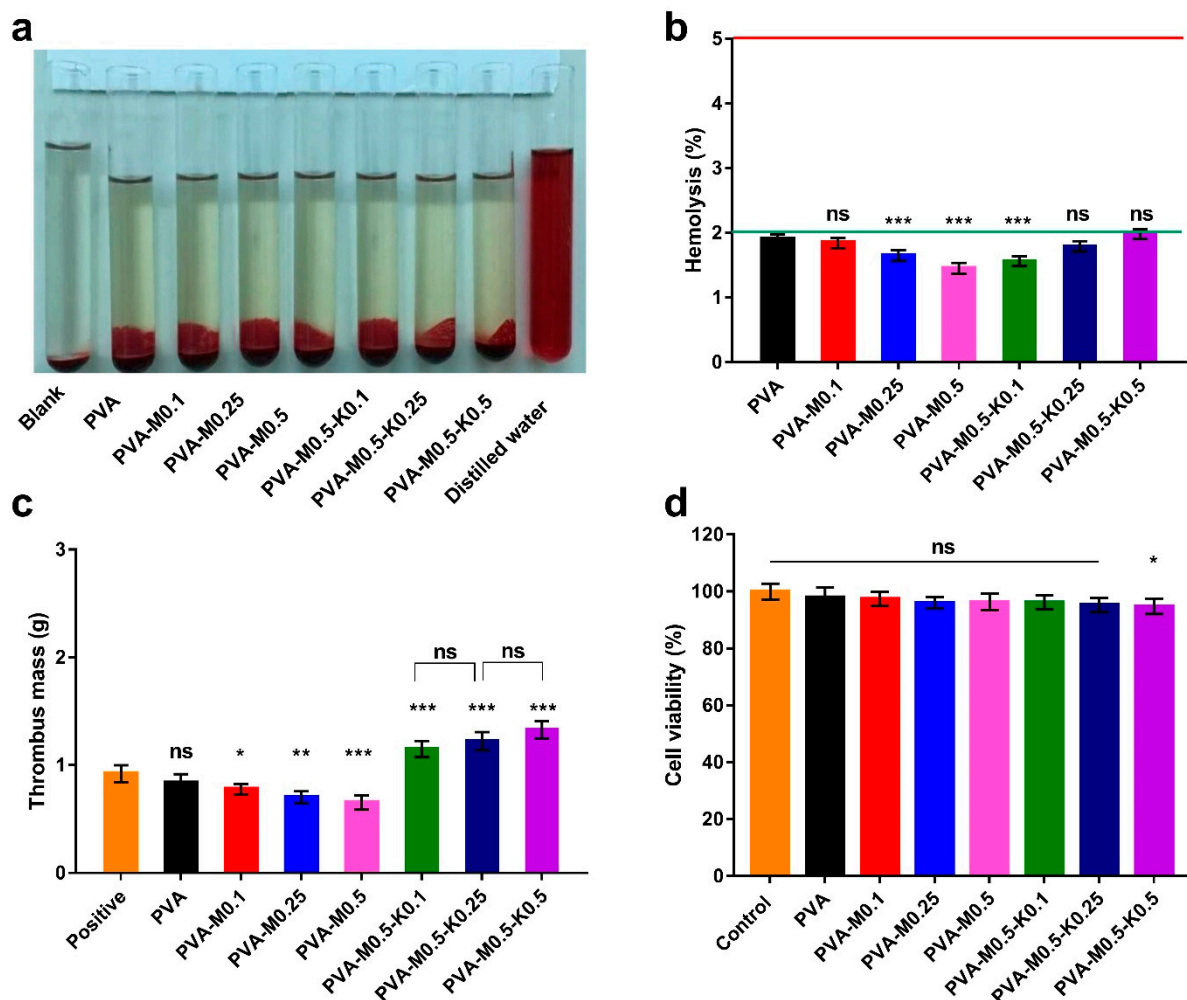 a
Blank
PVA
PVA-M0.1
PVA-M0.25
PVA-M0.5
PVA-M0.5-K0.1
PVA-M0.5-K0.25
PVA-M0.5-K0.5
Distilled water
b
Hemolysis (%)
5
4
3
2
1
0
ns
***
***
***
ns
ns
PVA
PVA-M0.1
PVA-M0.25
PVA-M0.5
PVA-M0.5-K0.1
PVA-M0.5-K0.25
PVA-M0.5-K0.5
c
Thrombus mass (g)
3
2
1
0
ns
ns
ns
*
**
***
***
***
***
Positive
PVA
PVA-M0.1
PVA-M0.25
PVA-M0.5
PVA-M0.5-K0.1
PVA-M0.5-K0.25
PVA-M0.5-K0.5
d
Cell viability (%)
120
100
80
60
40
20
0
ns
*
Control
PVA
PVA-M0.1
PVA-M0.25
PVA-M0.5
PVA-M0.5-K0.1
PVA-M0.5-K0.25
PVA-M0.5-K0.5